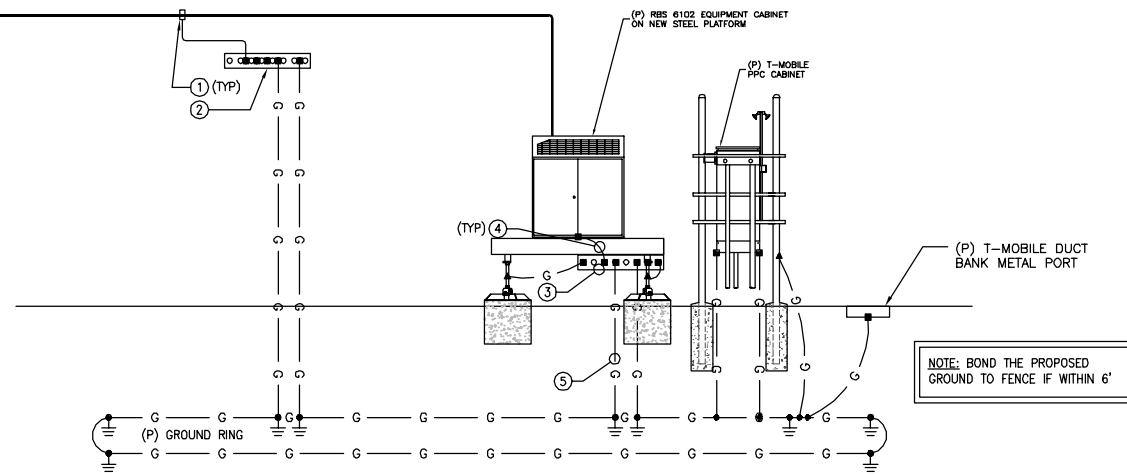 (P) RBS 6102 EQUIPMENT CABINET
ON NEW STEEL PLATFORM
(P) T-MOBILE
PPC CABINET
1 (TYP)
2
G G
G G
(TYP) 4
G
3
(P) T-MOBILE DUCT
BANK METAL PORT
G G
G G
G G
G
G G
G
G G
5
G G
G G
G
NOTE: BOND THE PROPOSED
GROUND TO FENCE IF WITHIN 6'
G G G G G G G G G G G
(P) GROUND RING
G G G G G G G G G G G